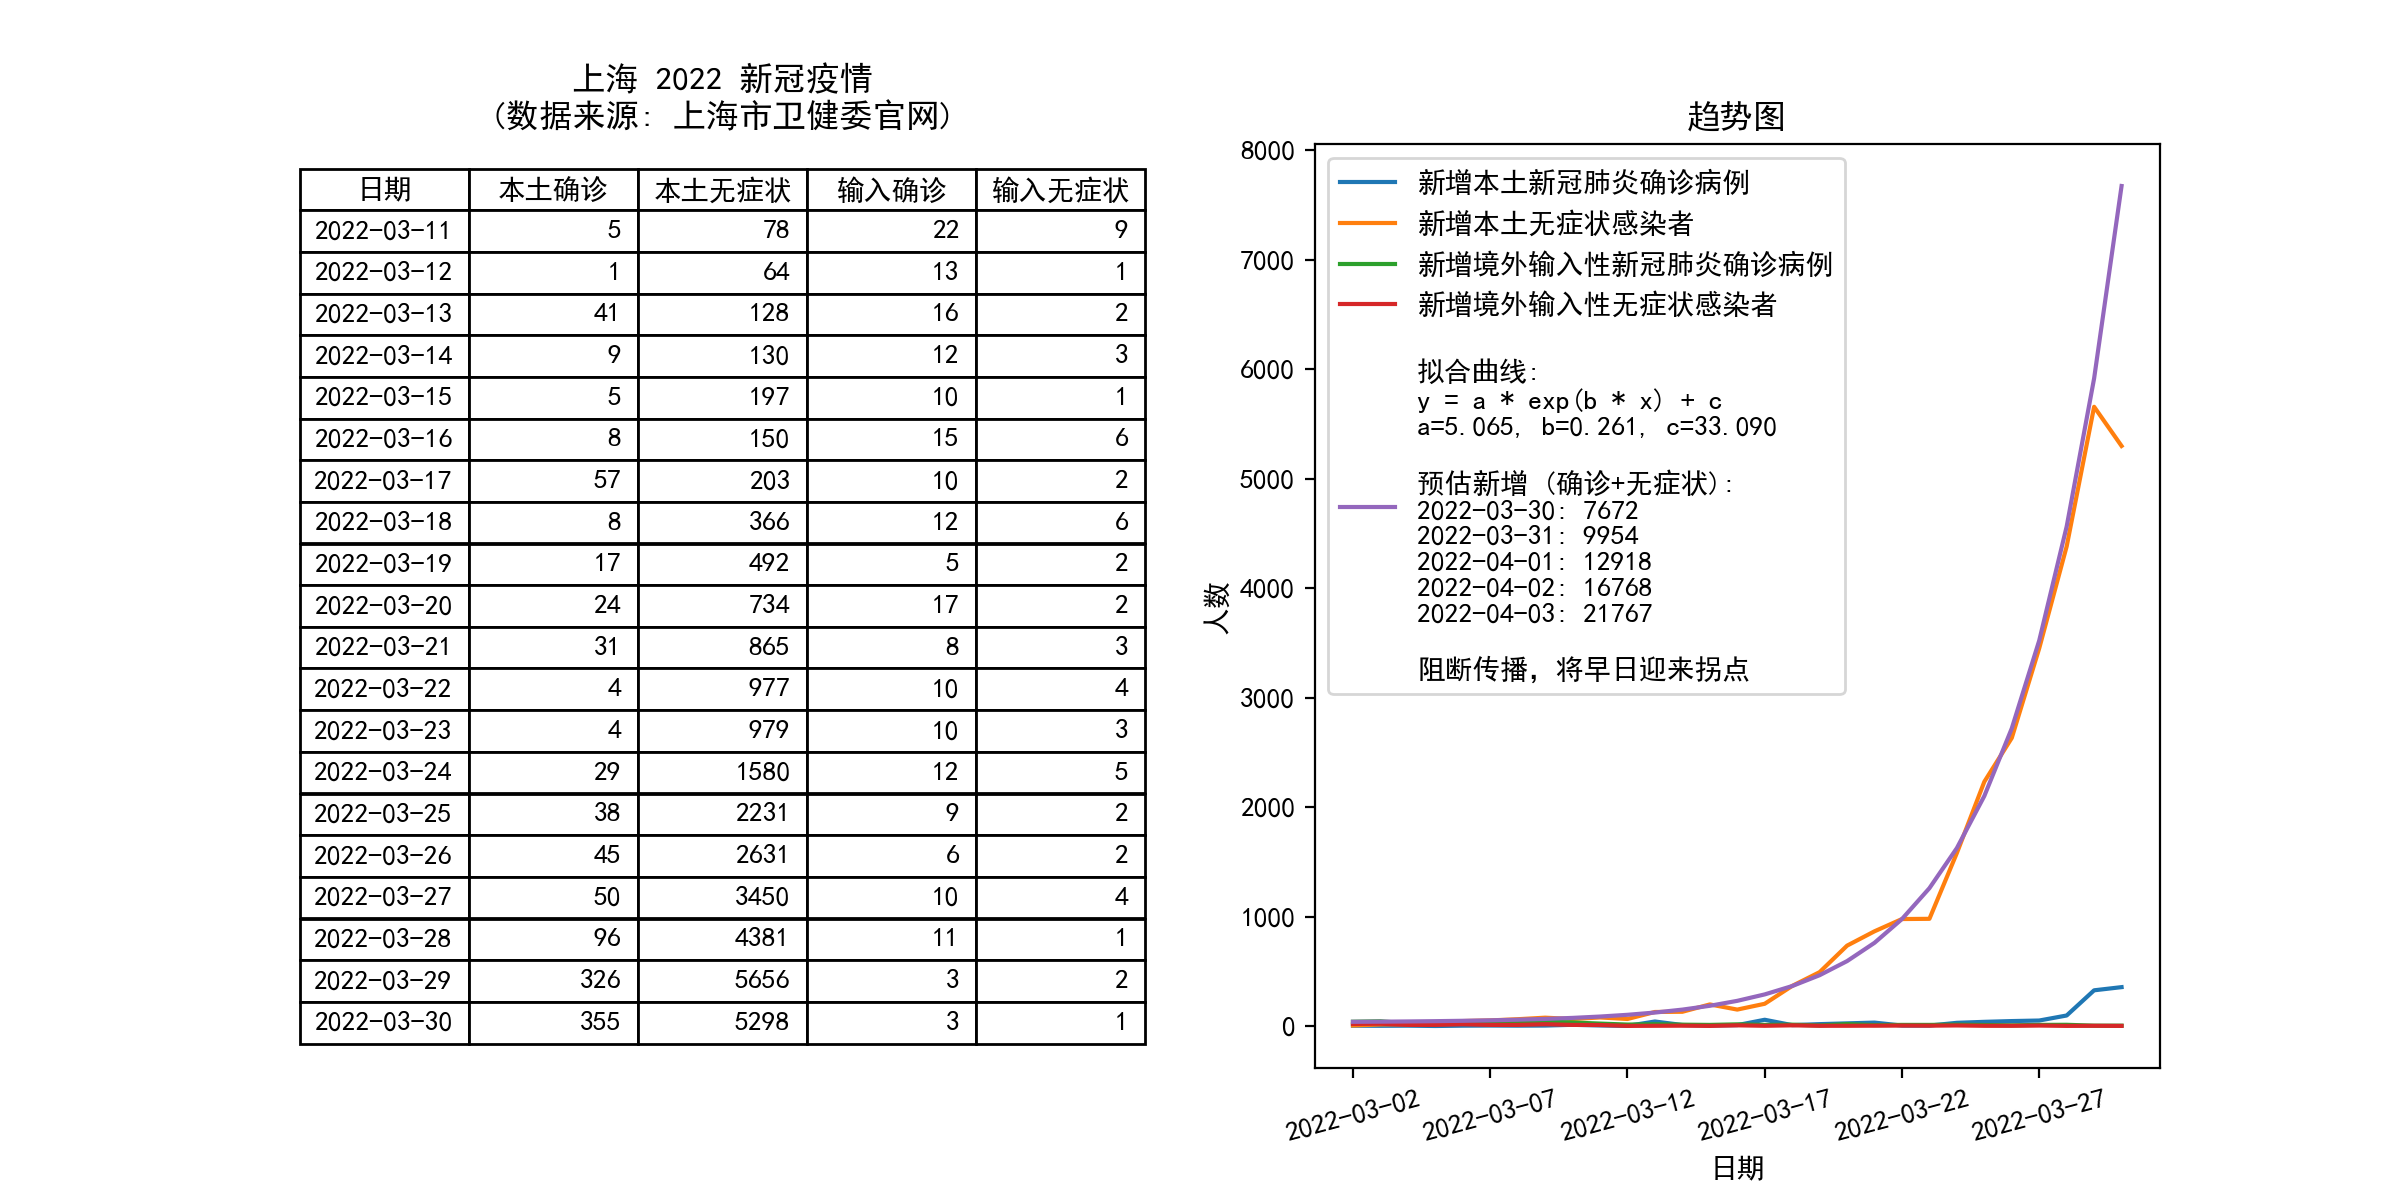 上海 2022 新冠疫情
(数据来源: 上海市卫健委官网)
日期 本土确诊 本土无症状 输入确诊 输入无症状
2022-03-11 5 78 22 9
2022-03-12 1 64 13 1
2022-03-13 41 128 16 2
2022-03-14 9 130 12 3
2022-03-15 5 197 10 1
2022-03-16 8 150 15 6
2022-03-17 57 203 10 2
2022-03-18 8 366 12 6
2022-03-19 17 492 5 2
2022-03-20 24 734 17 2
2022-03-21 31 865 8 3
2022-03-22 4 977 10 4
2022-03-23 4 979 10 3
2022-03-24 29 1580 12 5
2022-03-25 38 2231 9 2
2022-03-26 45 2631 6 2
2022-03-27 50 3450 10 4
2022-03-28 96 4381 11 1
2022-03-29 326 5656 3 2
2022-03-30 355 5298 3 1
趋势图
8000
7000
6000
5000
4000
3000
2000
1000
0
人数
新增本土新冠肺炎确诊病例
新增本土无症状感染者
新增境外输入性新冠肺炎确诊病例
新增境外输入性无症状感染者
拟合曲线:
y = a * exp(b * x) + c
a=5.065, b=0.261, c=33.090
预估新增 (确诊+无症状):
2022-03-30: 7672
2022-03-31: 9954
2022-04-01: 12918
2022-04-02: 16768
2022-04-03: 21767
阻断传播，将早日迎来拐点
2022-03-02 2022-03-07 2022-03-12 2022-03-17 2022-03-22 2022-03-27
日期